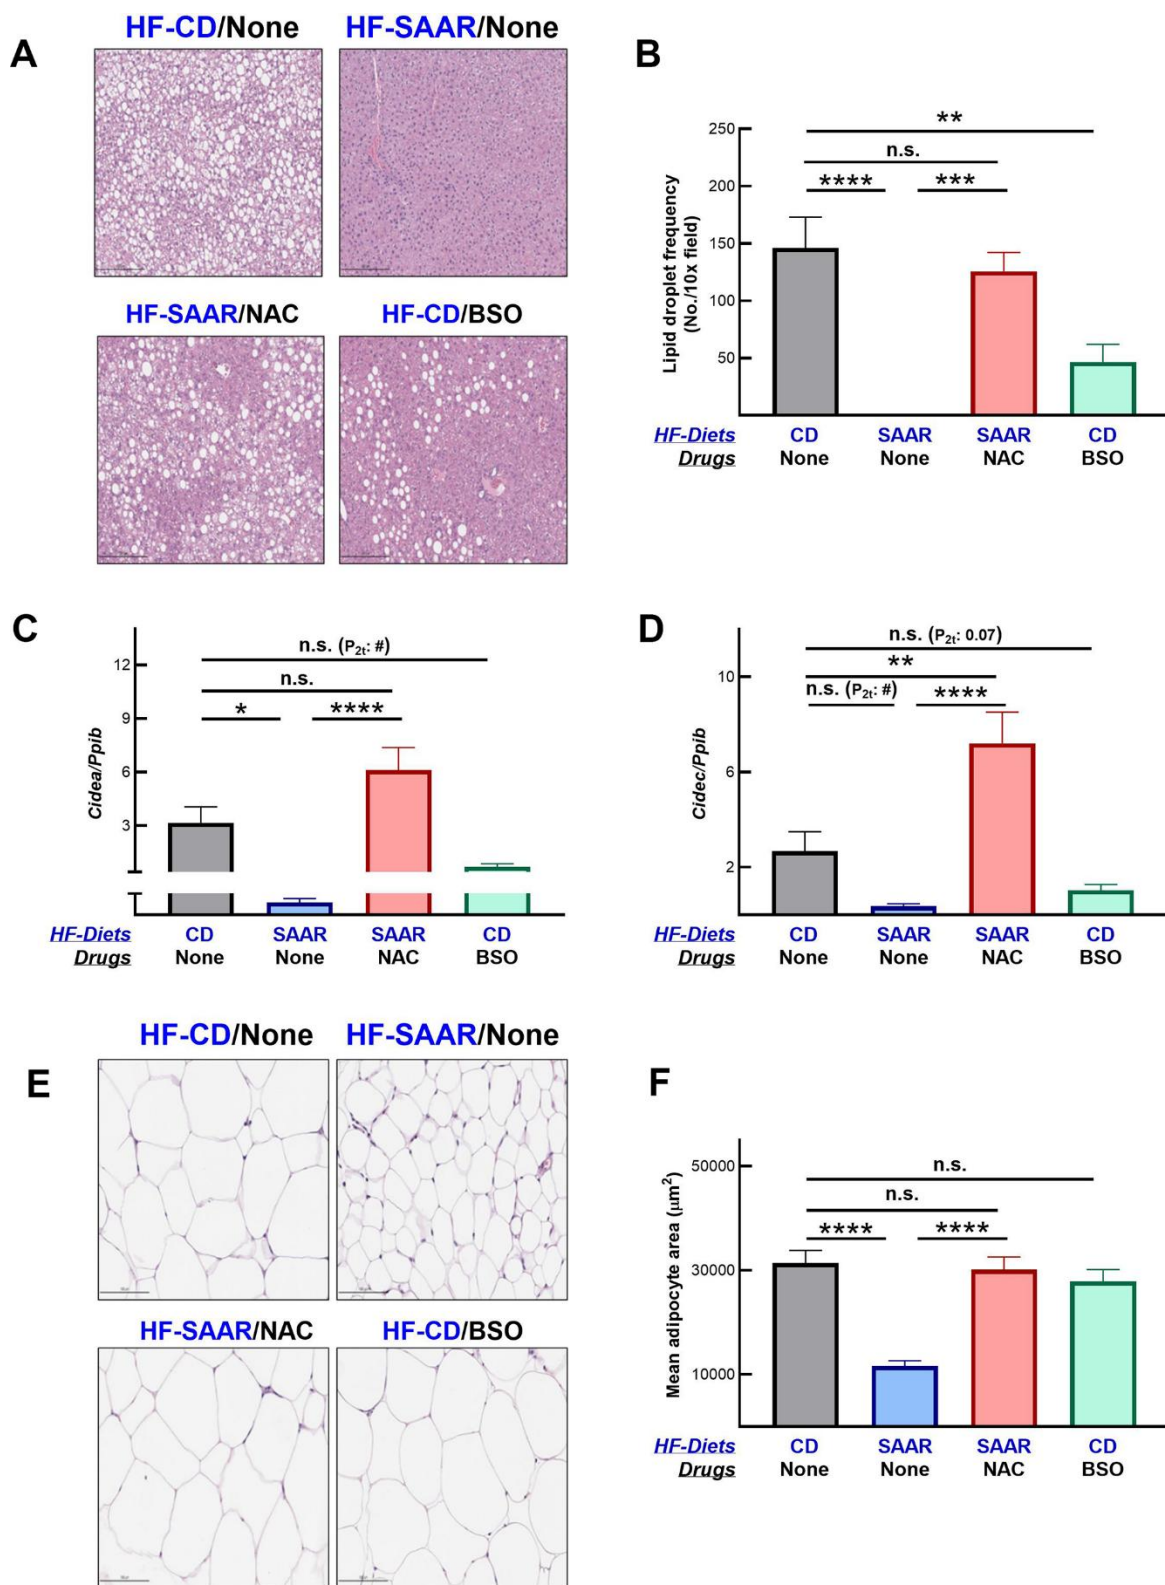 A
HF-CD/None
HF-SAAR/None
HF-SAAR/NAC
HF-CD/BSO
B
Lipid droplet frequency
(No./10x field)
250
200
150
100
50
**
n.s.
**** ***
HF-Diets CD SAAR SAAR CD
Drugs None None NAC BSO
C
Cidea/Ppib
12
9
6
3
n.s. (P2t: #)
n.s.
* ****
HF-Diets CD SAAR SAAR CD
Drugs None None NAC BSO
D
Cidec/Ppib
10
6
2
n.s. (P2t: 0.07)
**
n.s. (P2t: #) ****
HF-Diets CD SAAR SAAR CD
Drugs None None NAC BSO
E
HF-CD/None
HF-SAAR/None
HF-SAAR/NAC
HF-CD/BSO
F
Mean adipocyte area (μm²)
50000
30000
10000
n.s.
n.s.
**** ****
HF-Diets CD SAAR SAAR CD
Drugs None None NAC BSO